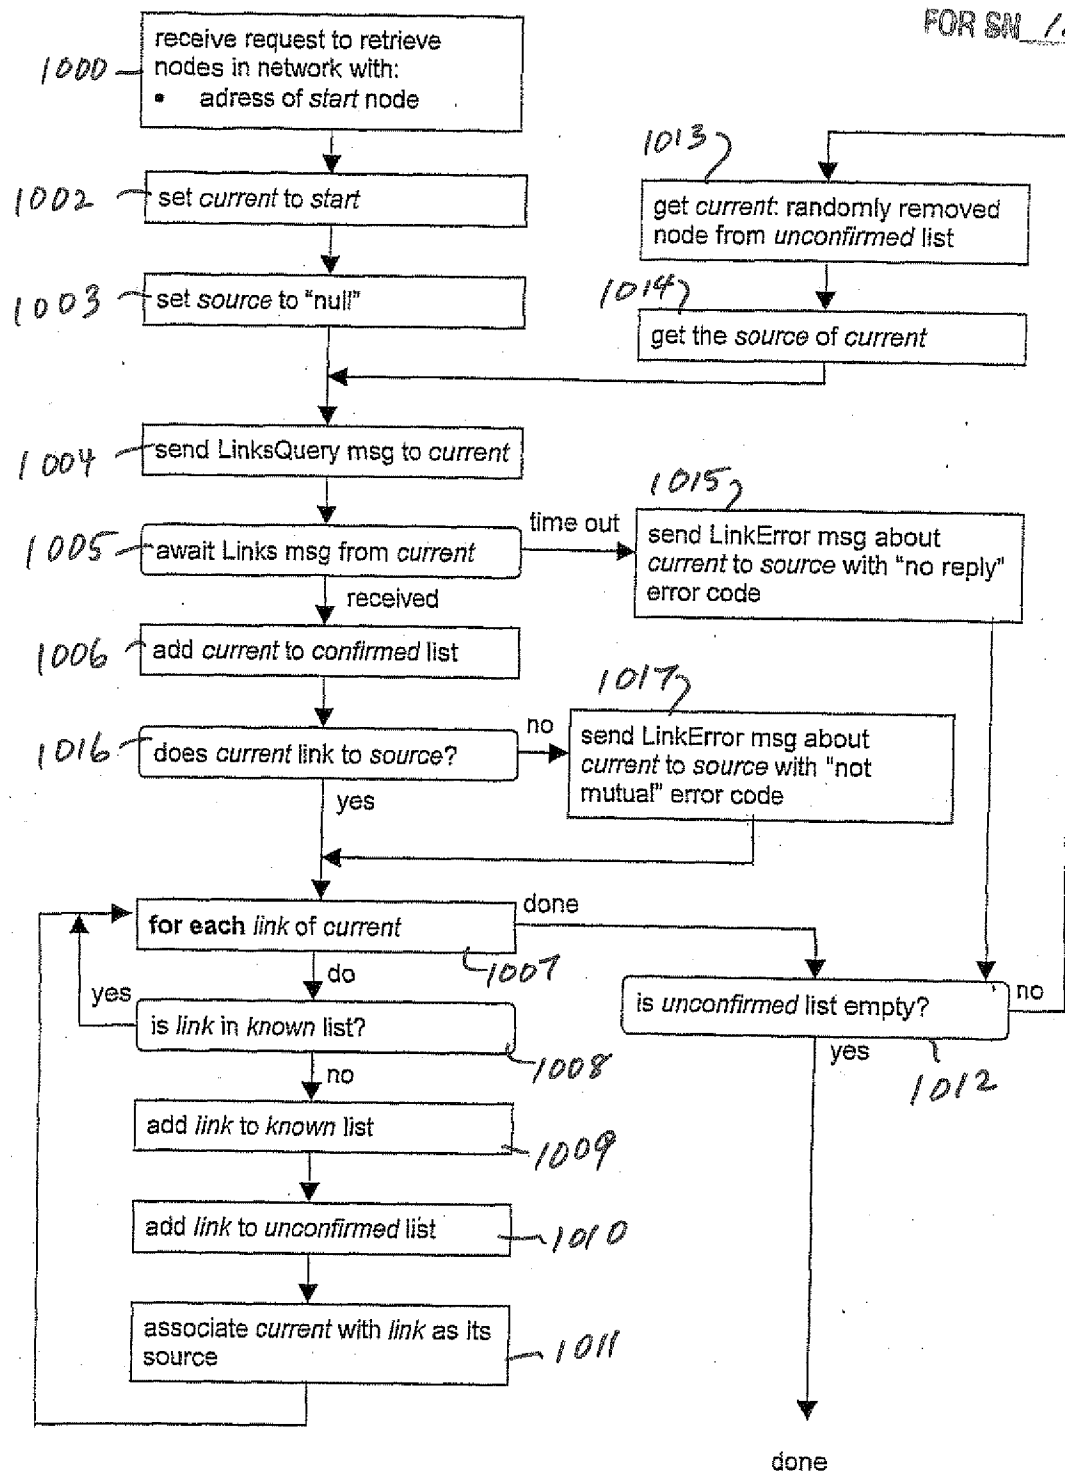 FOR SN
receive request to retrieve
nodes in network with:
• adress of start node
1000
1013
1002
set current to start
get current: randomly removed
node from unconfirmed list
1003
set source to "null"
1014
get the source of current
1004
send LinksQuery msg to current
1015
1005
await Links msg from current
time out
send LinkError msg about
current to source with "no reply"
error code
received
1006
add current to confirmed list
1017
1016
does current link to source?
no
send LinkError msg about
current to source with "not
mutual" error code
yes
for each link of current
done
1007
do
yes
is link in known list?
1008
is unconfirmed list empty?
no
yes
1012
no
add link to known list
1009
add link to unconfirmed list
1010
associate current with link as its
source
1011
done